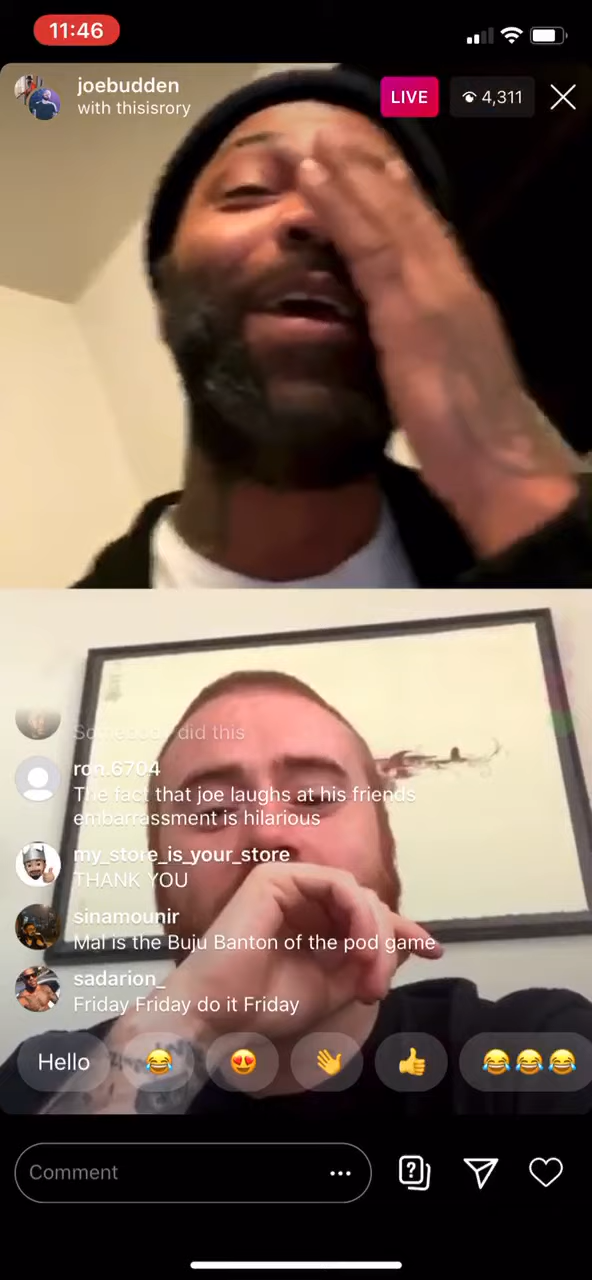 11:46
joebudden
with thisisrory
LIVE
4,311
did this
ron.6704
The fact that joe laughs at his friends
embarrassment is hilarious
my_store_is_your_store
THANK YOU
sinamounir
Mal is the Buju Banton of the pod game
sadarion_
Friday Friday do it Friday
Hello
Comment